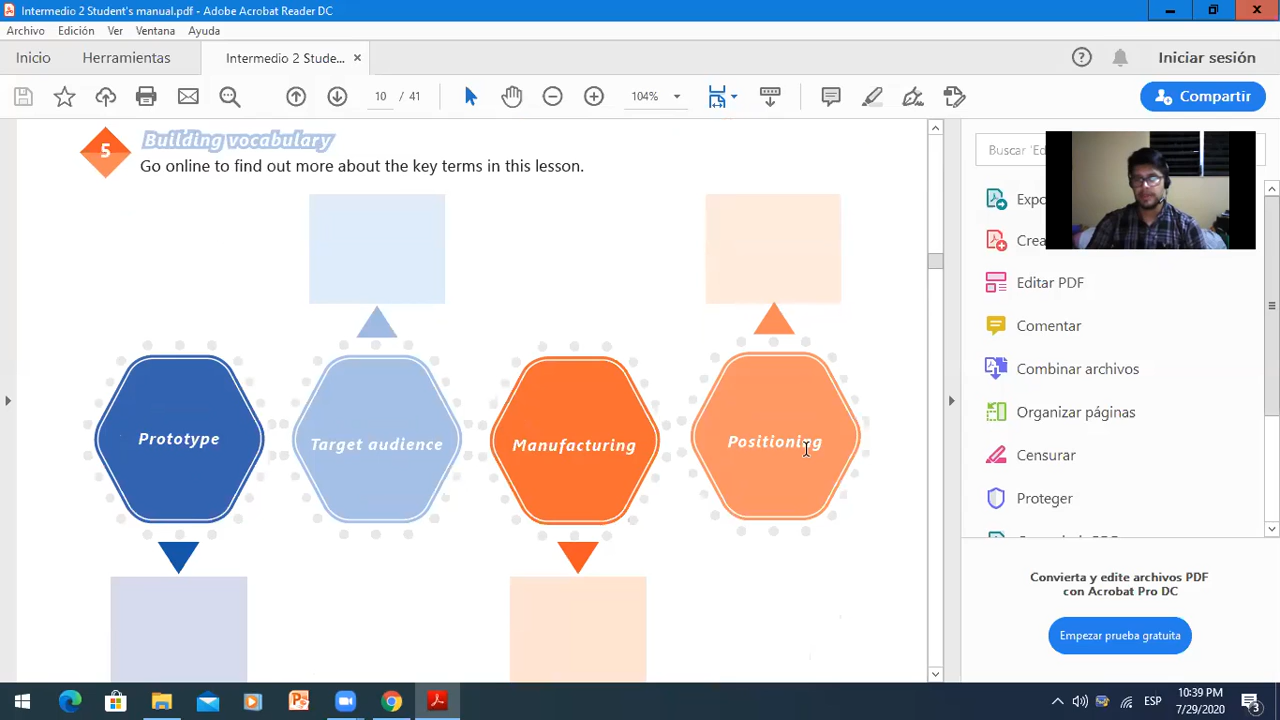 Intermedio 2 Student's manual.pdf - Adobe Acrobat Reader DC
Archivo Edición Ver Ventana Ayuda
Inicio Herramientas Intermedio 2 Stude... Iniciar sesión
10 / 41 104% Compartir
5 Building vocabulary
Go online to find out more about the key terms in this lesson.
Prototype
Target audience
Manufacturing
Positioning
Buscar 'Ed
Expo
Crea
Editar PDF
Comentar
Combinar archivos
Organizar páginas
Censurar
Proteger
Convierta y edite archivos PDF
con Acrobat Pro DC
Empezar prueba gratuita
ESP
10:39 PM
7/29/2020
3